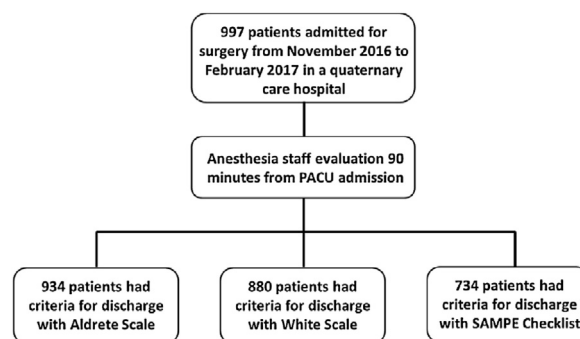 997 patients admitted for
surgery from November 2016 to
February 2017 in a quaternary
care hospital
Anesthesia staff evaluation 90
minutes from PACU admission
934 patients had
criteria for discharge
with Aldrete Scale
880 patients had
criteria for discharge
with White Scale
734 patients had
criteria for discharge
with SAMPE Checklist